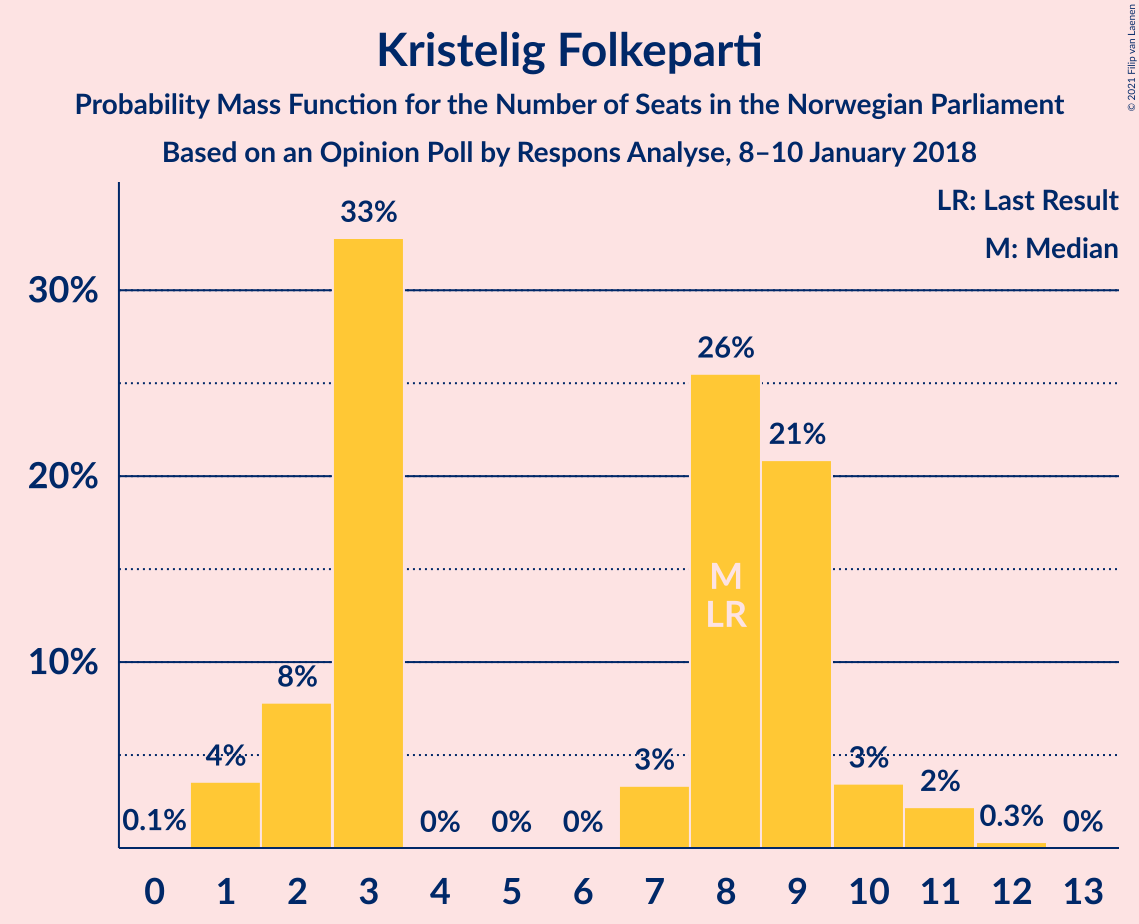 Kristelig Folkeparti
Probability Mass Function for the Number of Seats in the Norwegian Parliament
Based on an Opinion Poll by Respons Analyse, 8–10 January 2018
© 2021 Filip van Laenen
LR: Last Result
M: Median
33%
30%
26%
21%
20%
M
LR
10%
8%
4%
3%
3%
2%
0.1%
0%
0%
0%
0.3%
0%
0 1 2 3 4 5 6 7 8 9 10 11 12 13